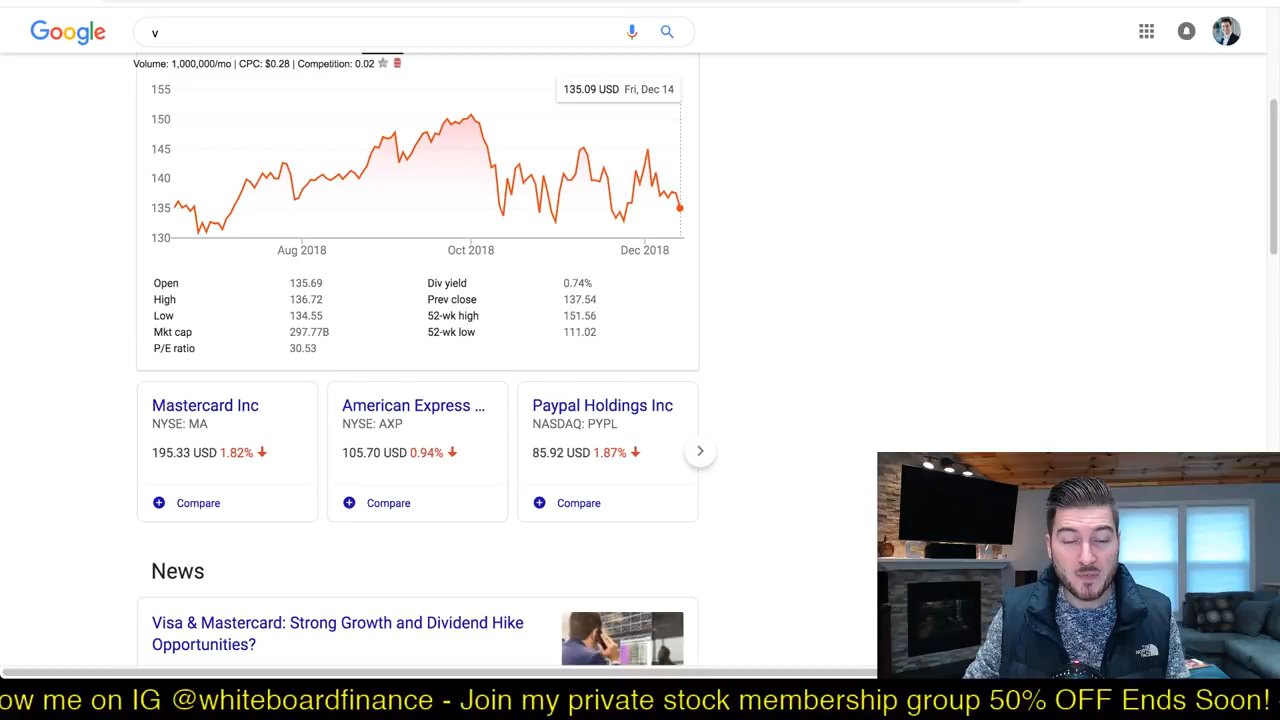 Google
v
Volume: 1,000,000/mo | CPC: $0.28 | Competition: 0.02
155
135.09 USD Fri, Dec 14
150
145
140
135
130
Aug 2018 Oct 2018 Dec 2018
Open 135.69 Div yield 0.74%
High 136.72 Prev close 137.54
Low 134.55 52-wk high 151.56
Mkt cap 297.77B 52-wk low 111.02
P/E ratio 30.53
Mastercard Inc
NYSE: MA
195.33 USD 1.82%
Compare
American Express ...
NYSE: AXP
105.70 USD 0.94%
Compare
Paypal Holdings Inc
NASDAQ: PYPL
85.92 USD 1.87%
Compare
News
Visa & Mastercard: Strong Growth and Dividend Hike
Opportunities?
THE NORTH FACE
ow me on IG @whiteboardfinance - Join my private stock membership group 50% OFF Ends Soon!